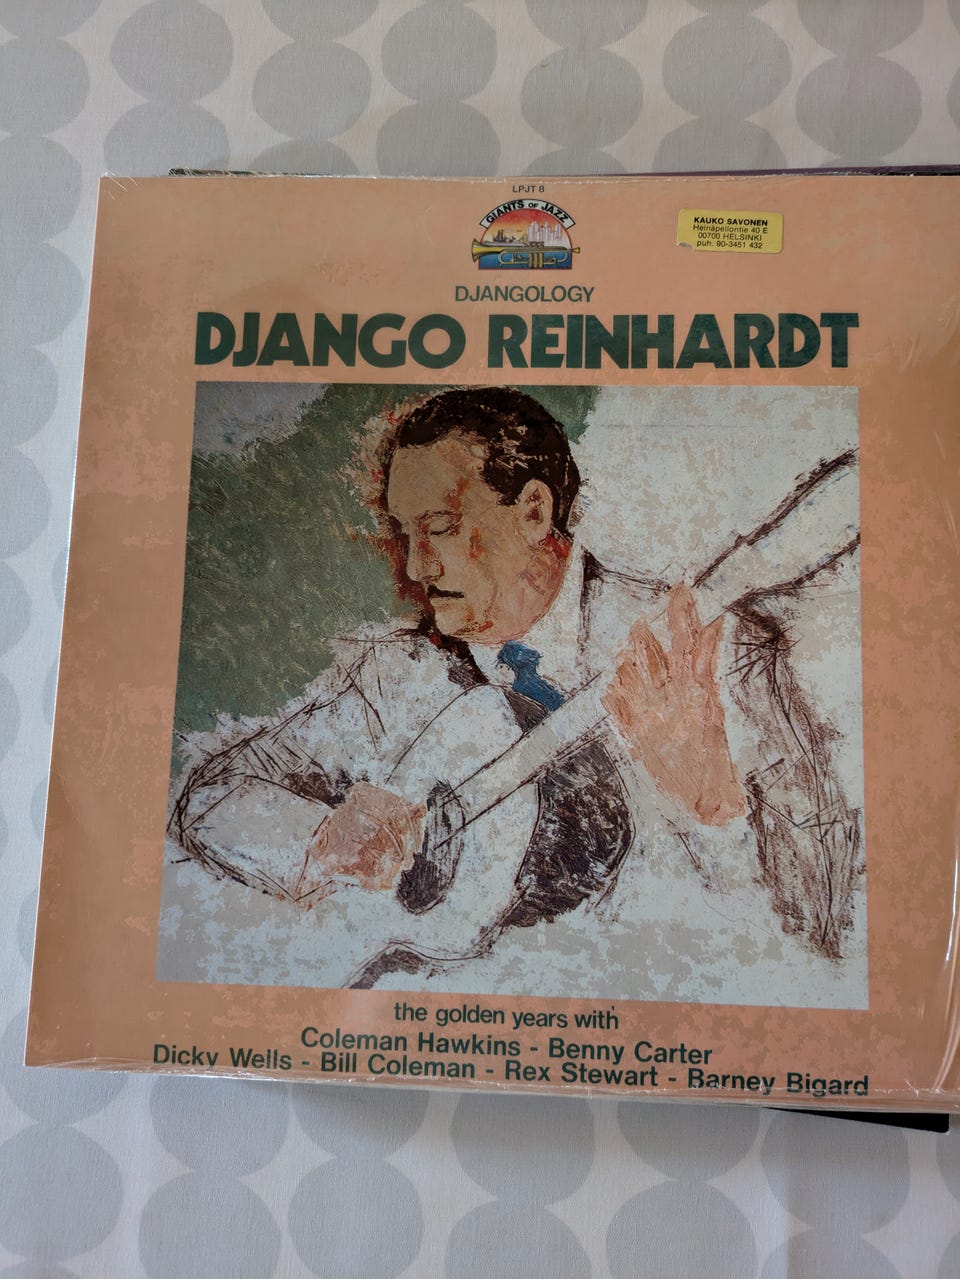 LPJT 8
GIANTS OF JAZZ
KAUKO SAVONEN
Heinäpellontie 40 E
00700 HELSINKI
puh. 90-3451 432
DJANGOLOGY
DJANGO REINHARDT
the golden years with
Coleman Hawkins - Benny Carter
Dicky Wells - Bill Coleman - Rex Stewart - Barney Bigard